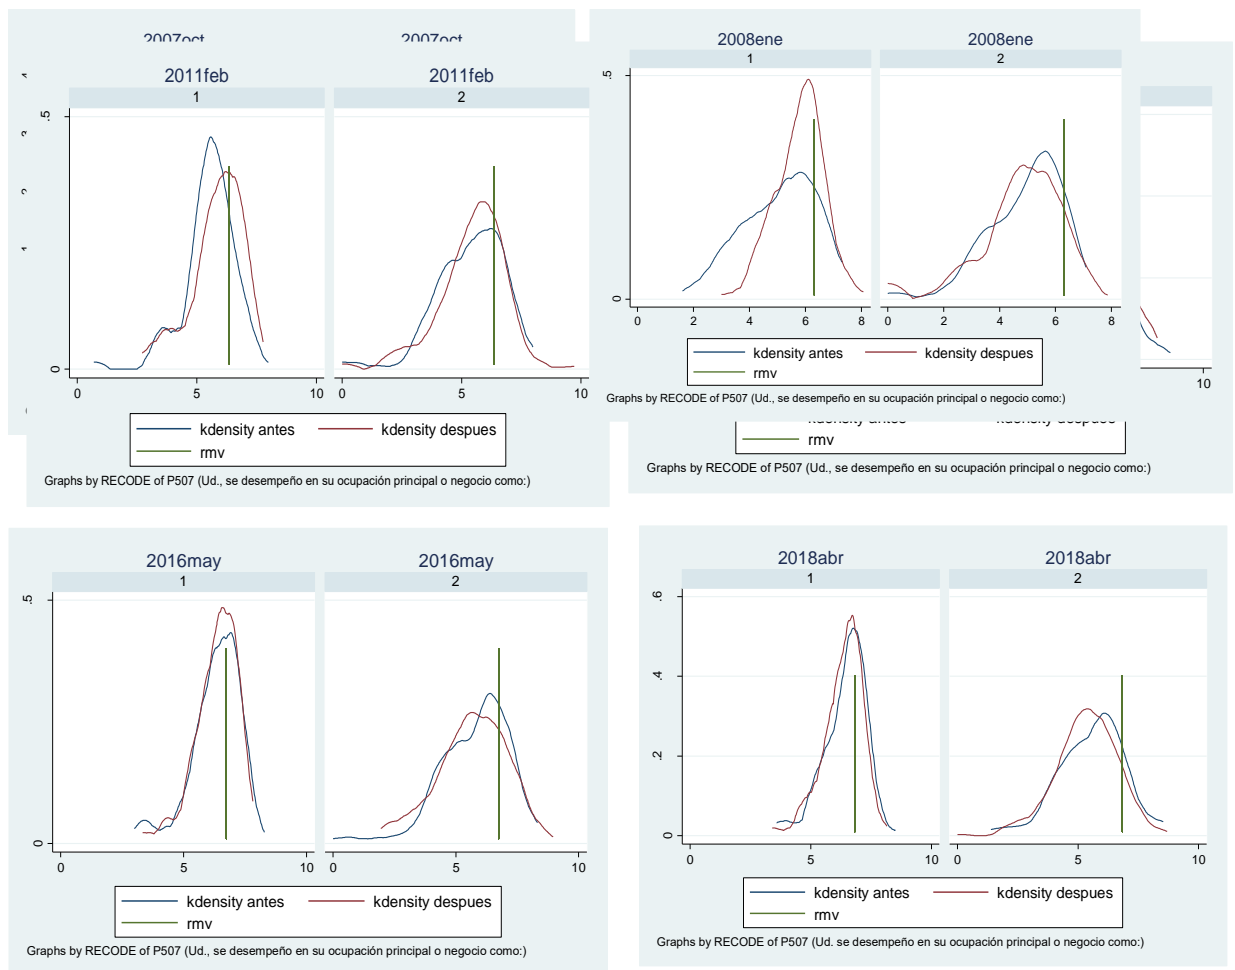 2007oct 2007oct
2011feb 2011feb
1 2
.5
0
0 5 10 0 5 10
kdensity antes kdensity despues
rmv
Graphs by RECODE of P507 (Ud., se desempeño en su ocupación principal o negocio como:)
2008ene 2008ene
1 2
.5
0
0 2 4 6 8 0 2 4 6 8
kdensity antes kdensity despues
rmv
Graphs by RECODE of P507 (Ud., se desempeño en su ocupación principal o negocio como:)
10
kdensity antes kdensity despues
rmv
Graphs by RECODE of P507 (Ud., se desempeño en su ocupación principal o negocio como:)
2016may 2016may
1 2
.5
0
0 5 10 0 5 10
kdensity antes kdensity despues
rmv
Graphs by RECODE of P507 (Ud., se desempeño en su ocupación principal o negocio como:)
2018abr 2018abr
1 2
.6
.4
.2
0
0 5 10 0 5 10
kdensity antes kdensity despues
rmv
Graphs by RECODE of P507 (Ud. se desempeño en su ocupación principal o negocio como:)